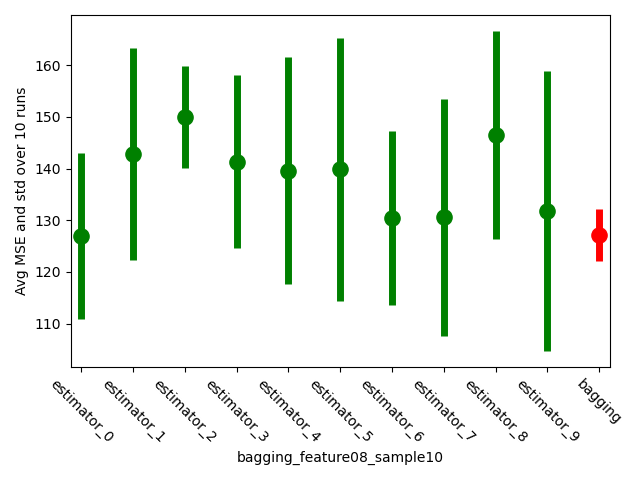 Avg MSE and std over 10 runs
160
150
140
130
120
110
estimator_0
estimator_1
estimator_2
estimator_3
estimator_4
estimator_5
estimator_6
estimator_7
estimator_8
estimator_9
bagging
bagging_feature08_sample10